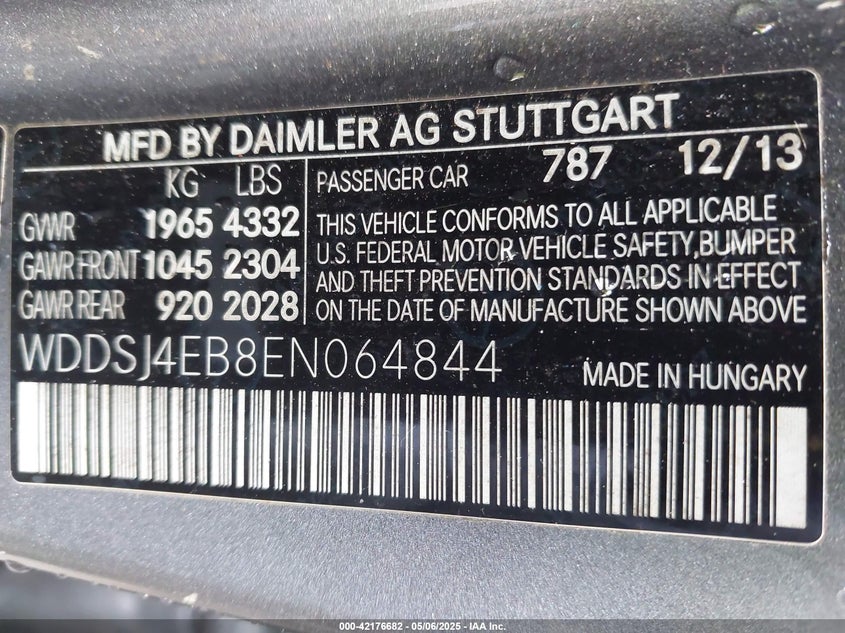 MFD BY DAIMLER AG STUTTGART
KG LBS
GVWR 1965 4332
GAWR FRONT 1045 2304
GAWR REAR 920 2028
PASSENGER CAR 787 12/13
THIS VEHICLE CONFORMS TO ALL APPLICABLE
U.S. FEDERAL MOTOR VEHICLE SAFETY, BUMPER
AND THEFT PREVENTION STANDARDS IN EFFECT
ON THE DATE OF MANUFACTURE SHOWN ABOVE
WDDSJ4EB8EN064844
MADE IN HUNGARY
000-42176682 - 05/06/2025 - IAA Inc.